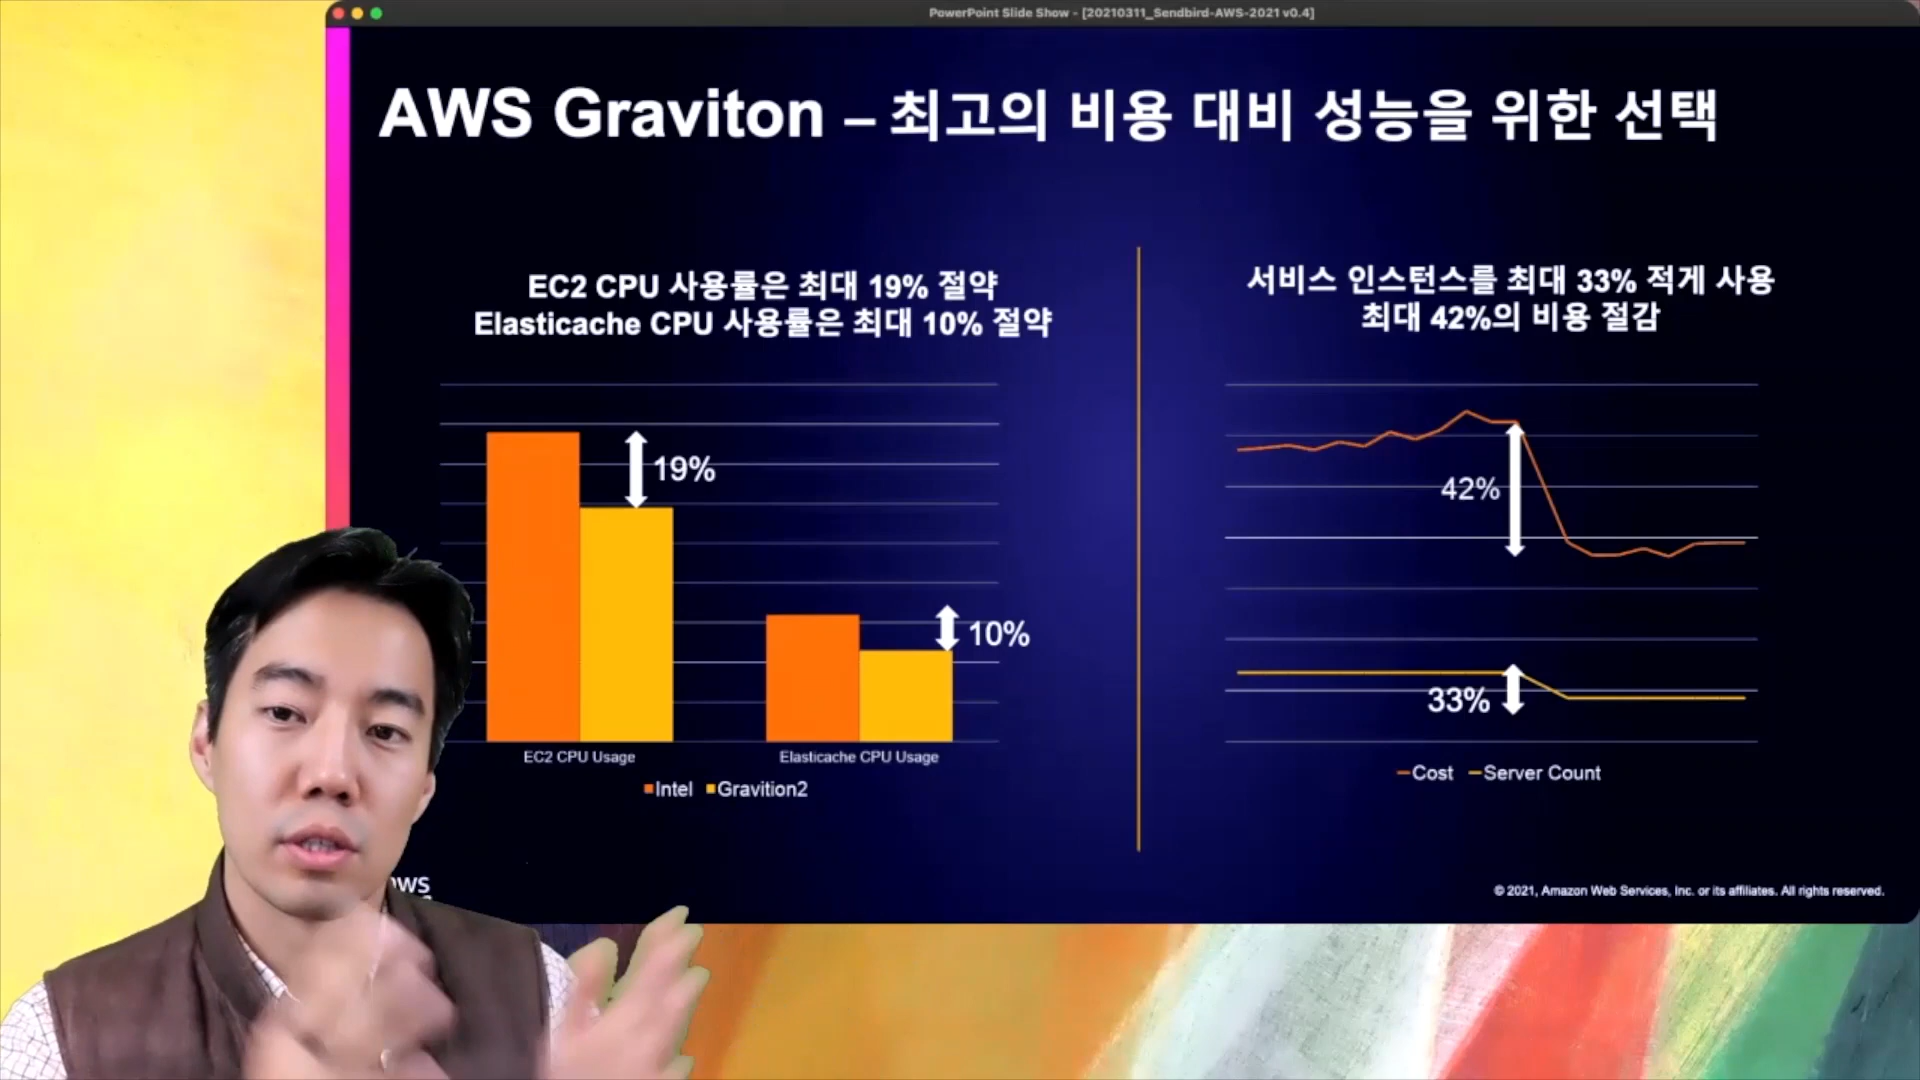 PowerPoint Slide Show - [20210311_Sendbird-AWS-2021 v0.4]
AWS Graviton – 최고의 비용 대비 성능을 위한 선택
EC2 CPU 사용률은 최대 19% 절약
Elasticache CPU 사용률은 최대 10% 절약
19%
10%
EC2 CPU Usage
Elasticache CPU Usage
Intel
Gravition2
서비스 인스턴스를 최대 33% 적게 사용
최대 42%의 비용 절감
42%
33%
Cost
Server Count
© 2021, Amazon Web Services, Inc. or its affiliates. All rights reserved.